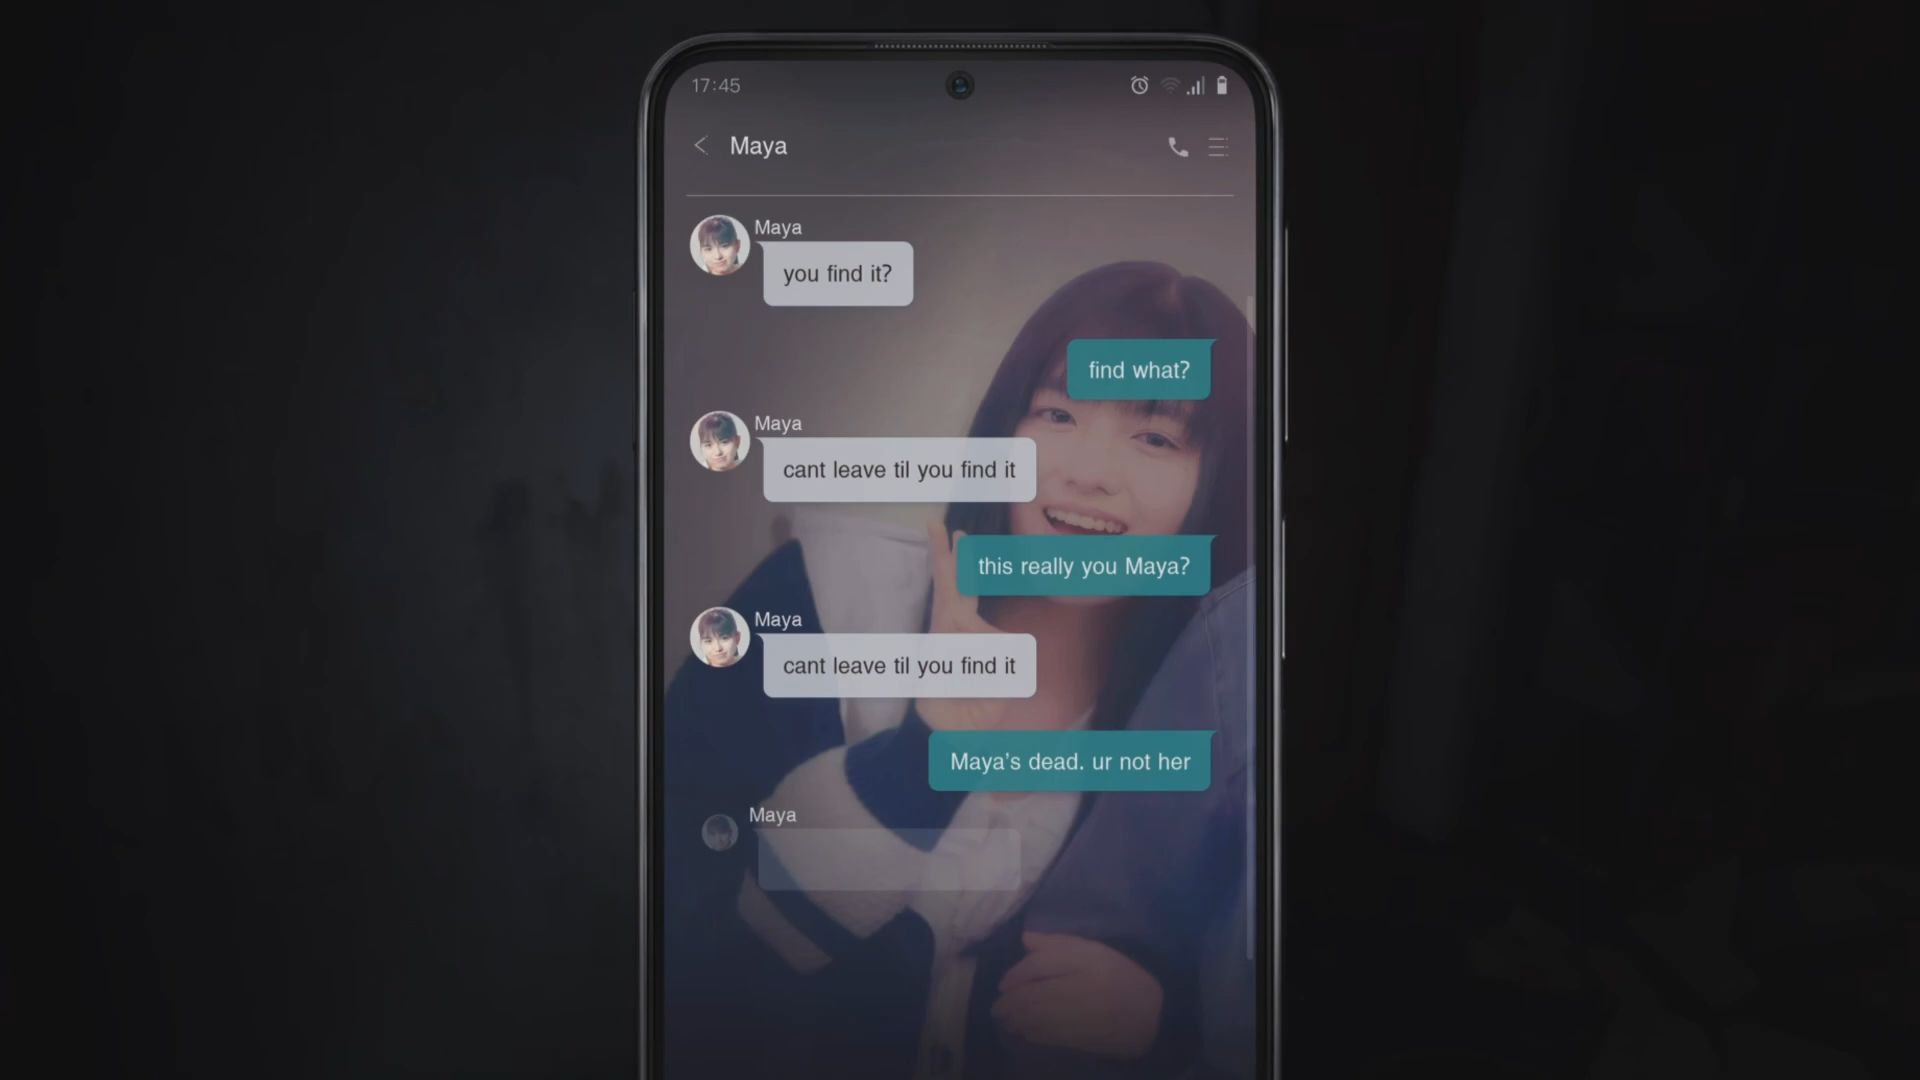 17:45
Maya
Maya
you find it?
find what?
Maya
cant leave til you find it
this really you Maya?
Maya
cant leave til you find it
Maya's dead. ur not her
Maya